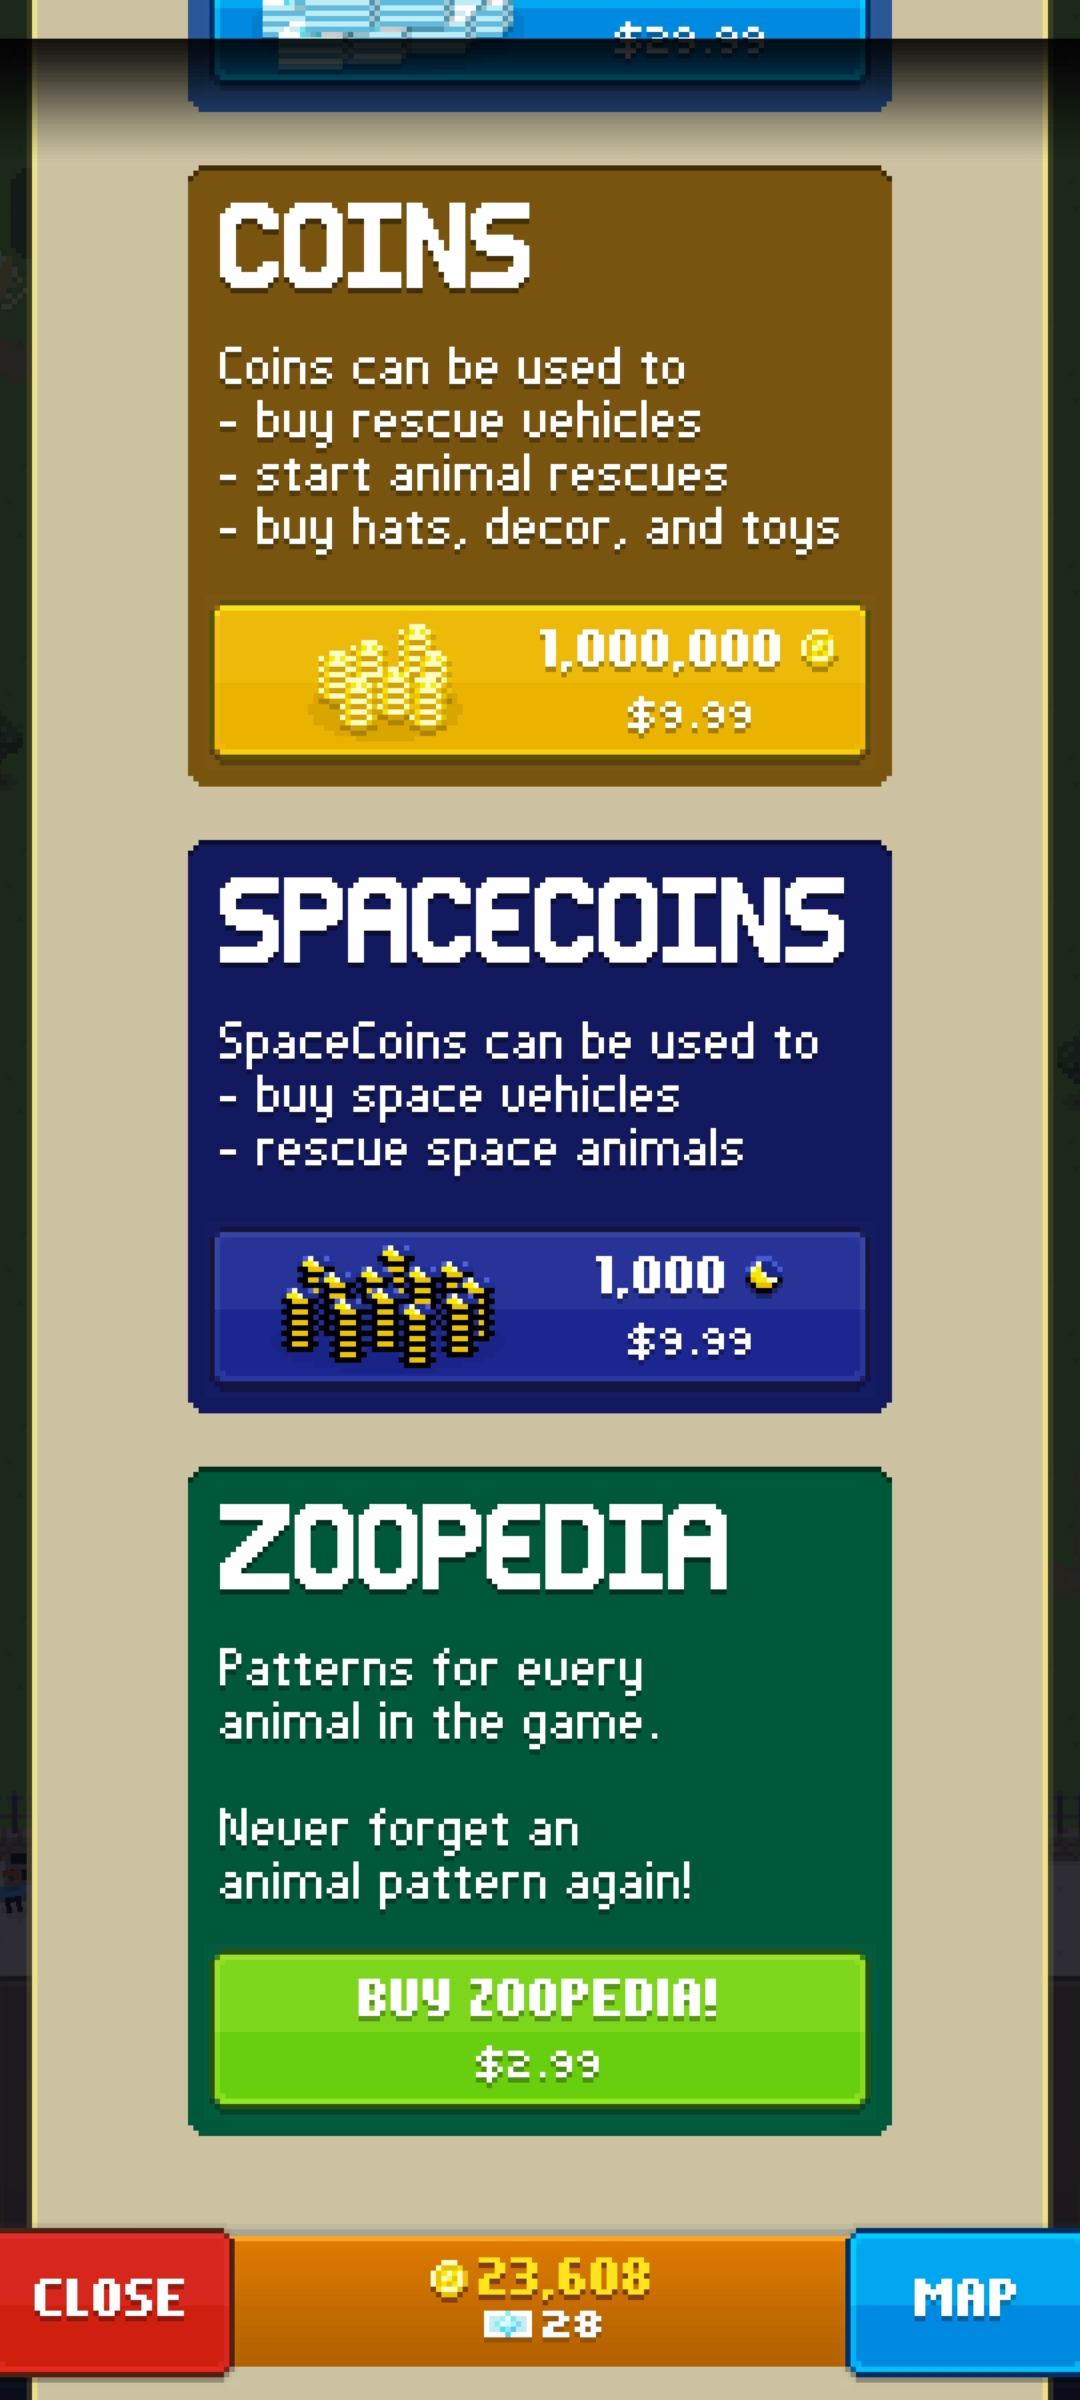 $29.99
COINS
Coins can be used to
- buy rescue vehicles
- start animal rescues
- buy hats, decor, and toys
1,000,000
$9.99
SPACECOINS
SpaceCoins can be used to
- buy space vehicles
- rescue space animals
1,000
$9.99
ZOOPEDIA
Patterns for every
animal in the game.
Never forget an
animal pattern again!
BUY ZOOPEDIA!
$2.99
CLOSE
23,608
28
MAP